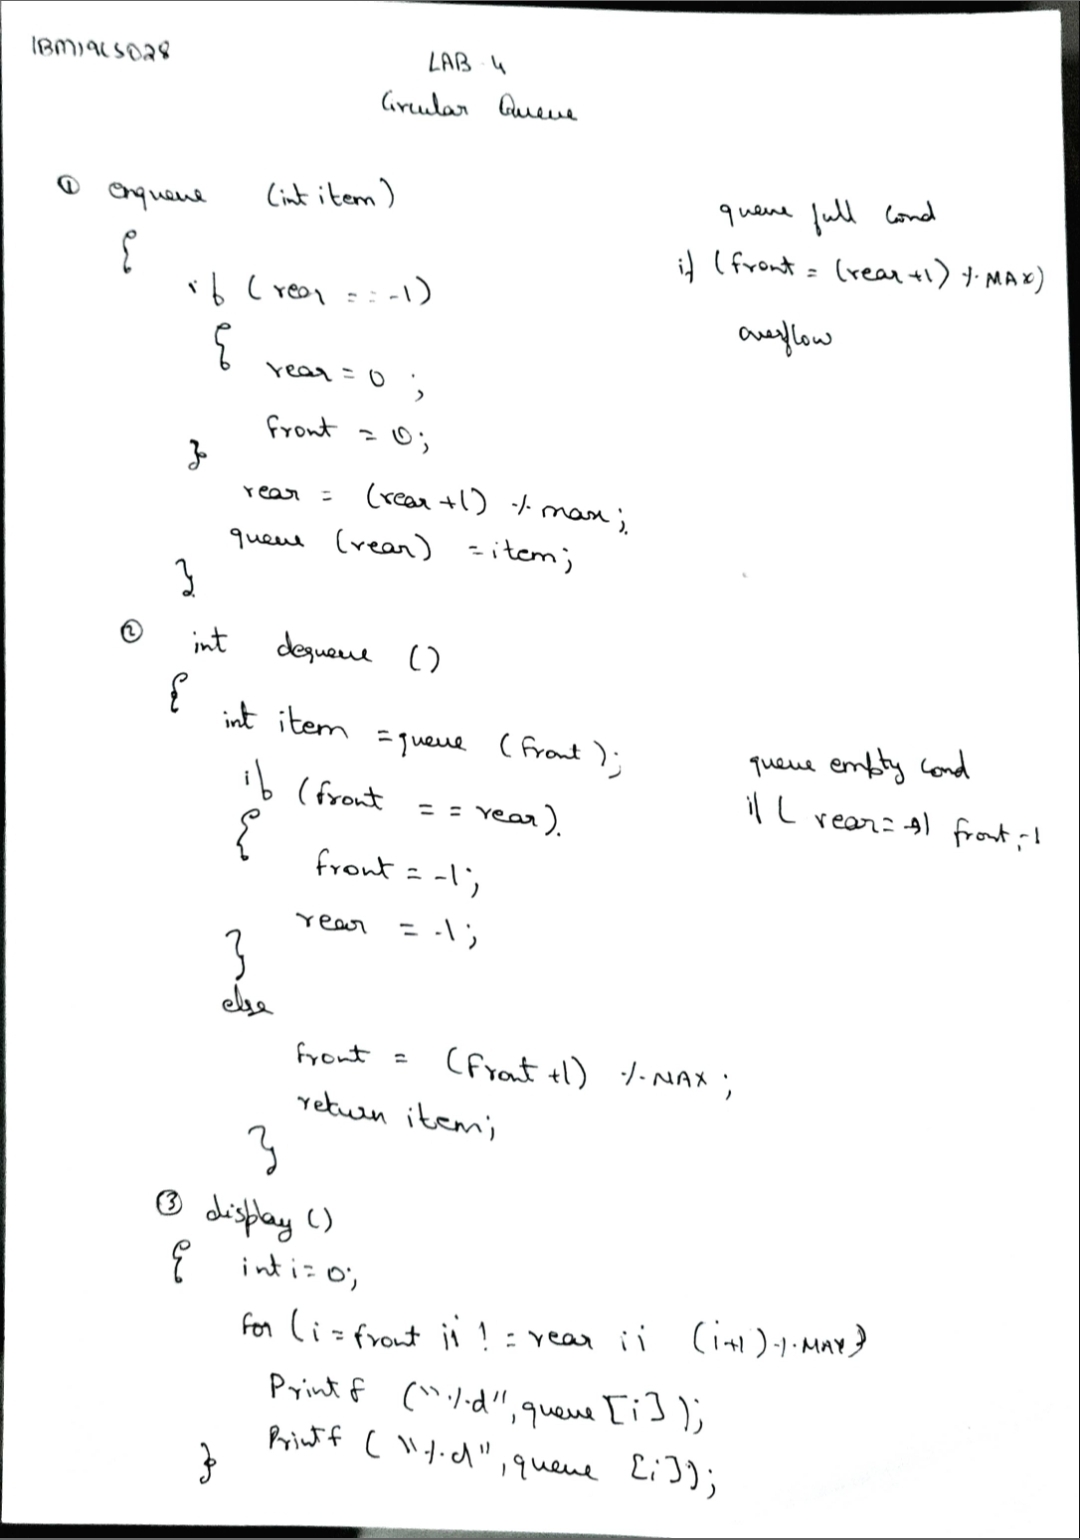 1BM19CS028
LAB-4
Circular Queue
① enqueue (int item)
{
if (rear == -1)
{
rear = 0 ;
front = 0;
}
rear = (rear +1) % max;
queue (rear) = item;
}
queue full cond
if (front = (rear +1) % MAX)
overflow
② int dequeue ()
{
int item = queue (front);
if (front == rear).
{
front = -1;
rear = -1;
}
else
front = (front +1) % MAX ;
return item;
}
queue empty cond
if ( rear= front = -1
③ display ()
{ int i = 0;
for (i = front ; i != rear ; i (i+1) % MAX)
Printf ("%d", queue [i] );
Printf ("%d", queue [i]);
}